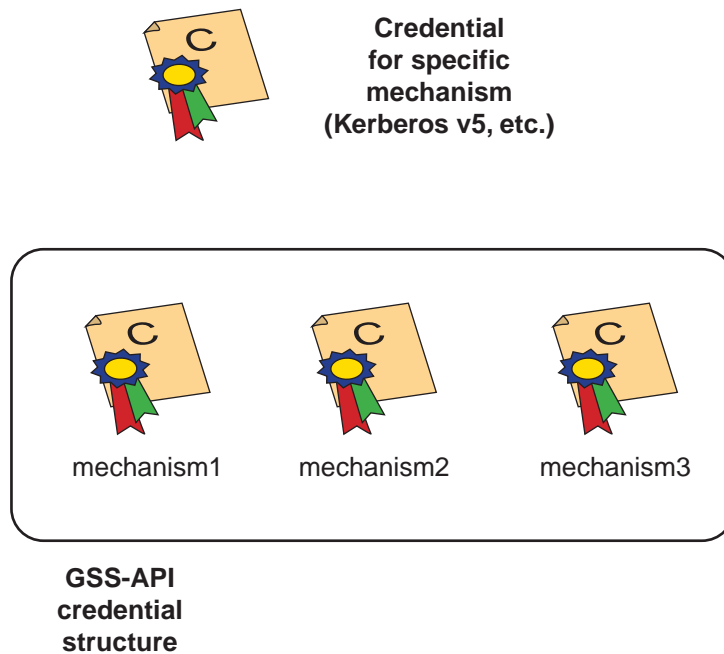 C
Credential
for specific
mechanism
(Kerberos v5, etc.)
C C C
mechanism1 mechanism2 mechanism3
GSS-API
credential
structure